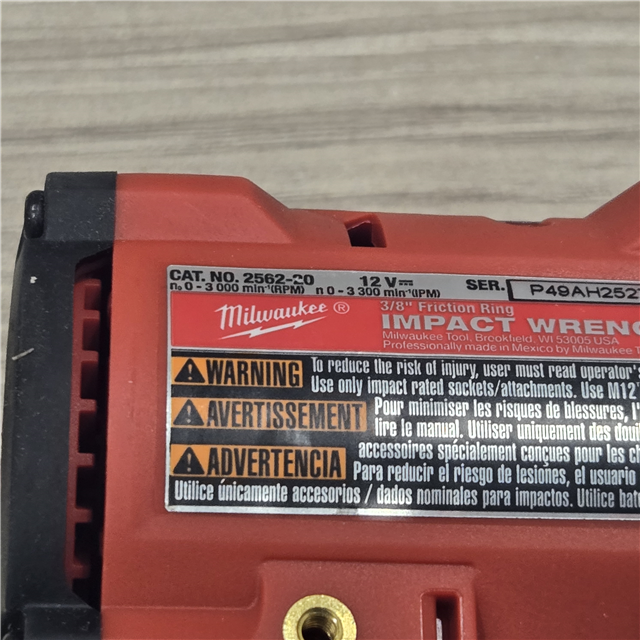 CAT. NO. 2562-20 12 V⎓ SER. P49AH252
n₀ 0 - 3 000 min⁻¹(RPM) n 0 - 3 300 min⁻¹(IPM)
Milwaukee ®
3/8" Friction Ring
IMPACT WRENC
Milwaukee Tool, Brookfield, WI 53005 USA
Professionally made in Mexico by Milwaukee T
WARNING To reduce the risk of injury, user must read operator's
Use only impact rated sockets/attachments. Use M12
AVERTISSEMENT Pour minimiser les risques de blessures, l
lire le manual. Utiliser uniquement des doui
accessoires spécialement conçus pour les c
ADVERTENCIA Para reducir el riesgo de lesiones, el usuario
Utilice únicamente accesorios / dados nominales para impactos. Utilice bat